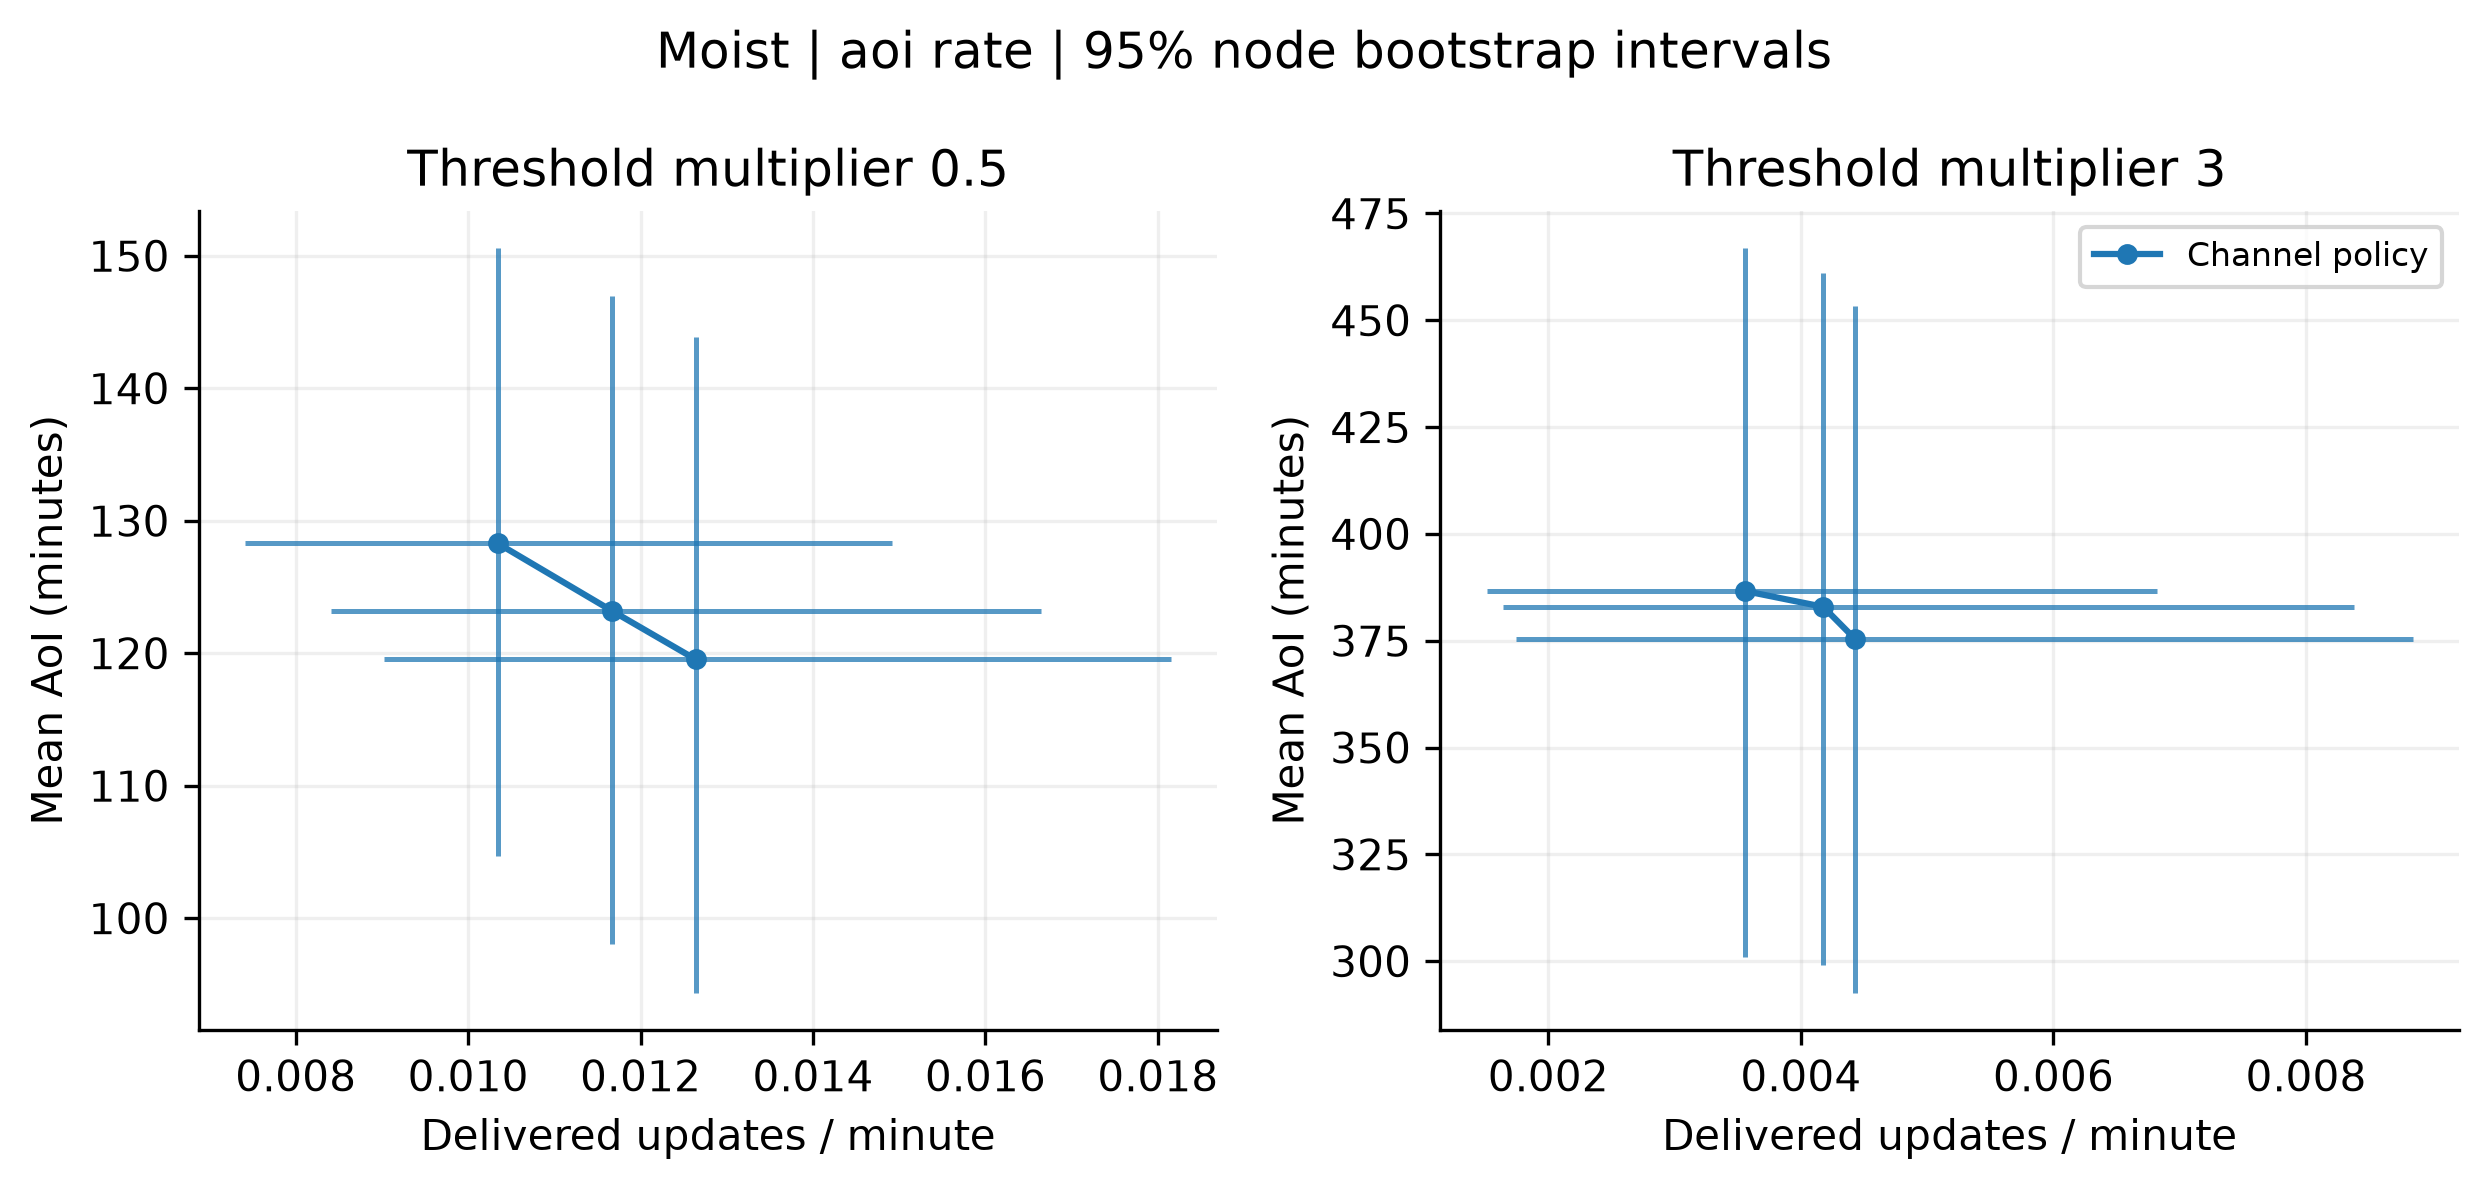 Moist | aoi rate | 95% node bootstrap intervals
Threshold multiplier 0.5
Mean AoI (minutes)
150
140
130
120
110
100
0.008 0.010 0.012 0.014 0.016 0.018
Delivered updates / minute
Threshold multiplier 3
Channel policy
Mean AoI (minutes)
475
450
425
400
375
350
325
300
0.002 0.004 0.006 0.008
Delivered updates / minute